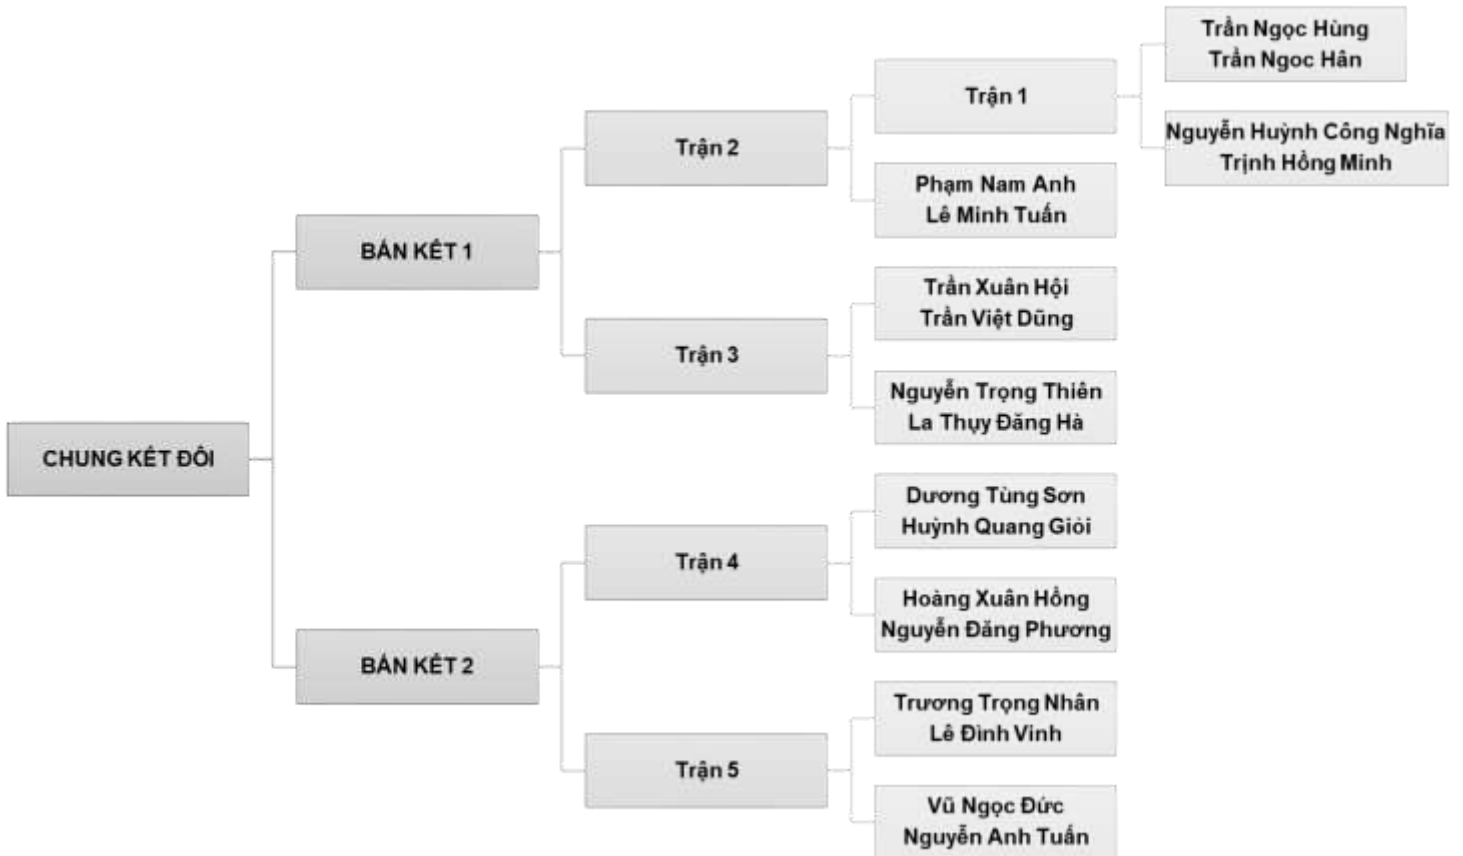 Trần Ngọc Hùng
Trần Ngoc Hân
Trận 1
Nguyễn Huỳnh Công Nghĩa
Trịnh Hồng Minh
Trận 2
Phạm Nam Anh
Lê Minh Tuấn
BÁN KẾT 1
Trần Xuân Hội
Trần Việt Dũng
Trận 3
Nguyễn Trọng Thiên
La Thụy Đăng Hà
CHUNG KẾT ĐÔI
Dương Tùng Sơn
Huỳnh Quang Giỏi
Trận 4
Hoàng Xuân Hồng
Nguyễn Đăng Phương
BÁN KẾT 2
Trương Trọng Nhân
Lê Đình Vinh
Trận 5
Vũ Ngọc Đức
Nguyễn Anh Tuấn